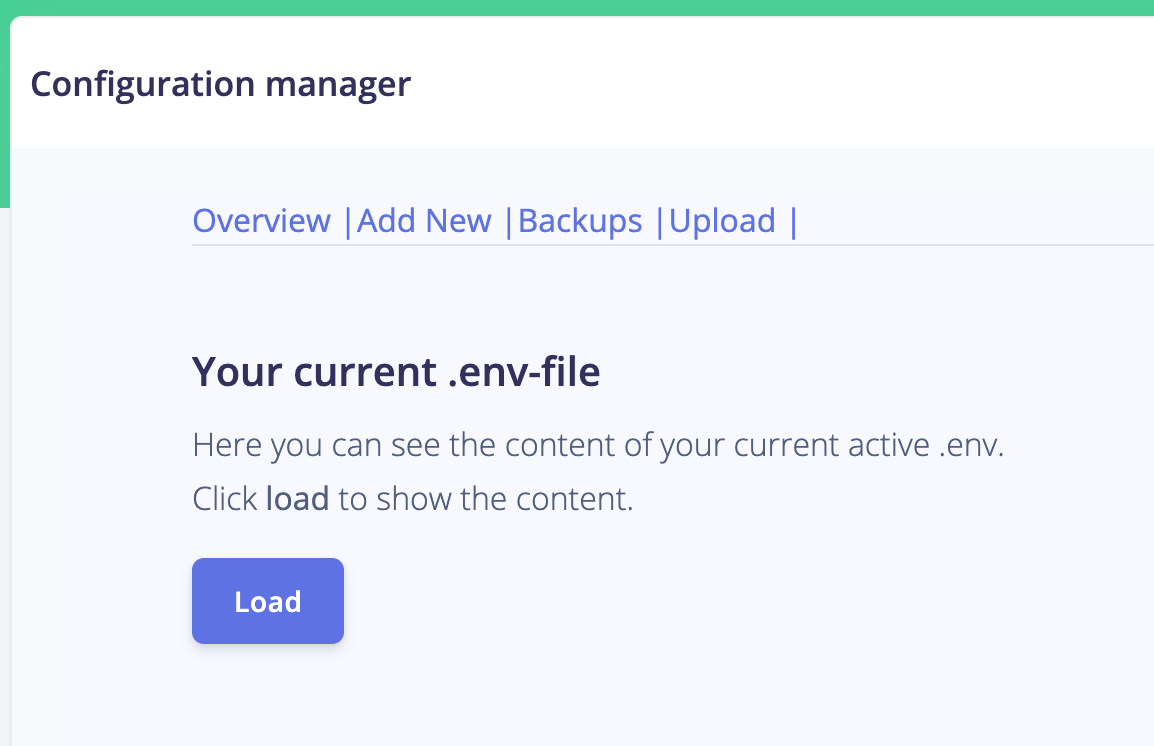 Configuration manager
Overview |Add New |Backups |Upload |
Your current .env-file
Here you can see the content of your current active .env.
Click load to show the content.
Load